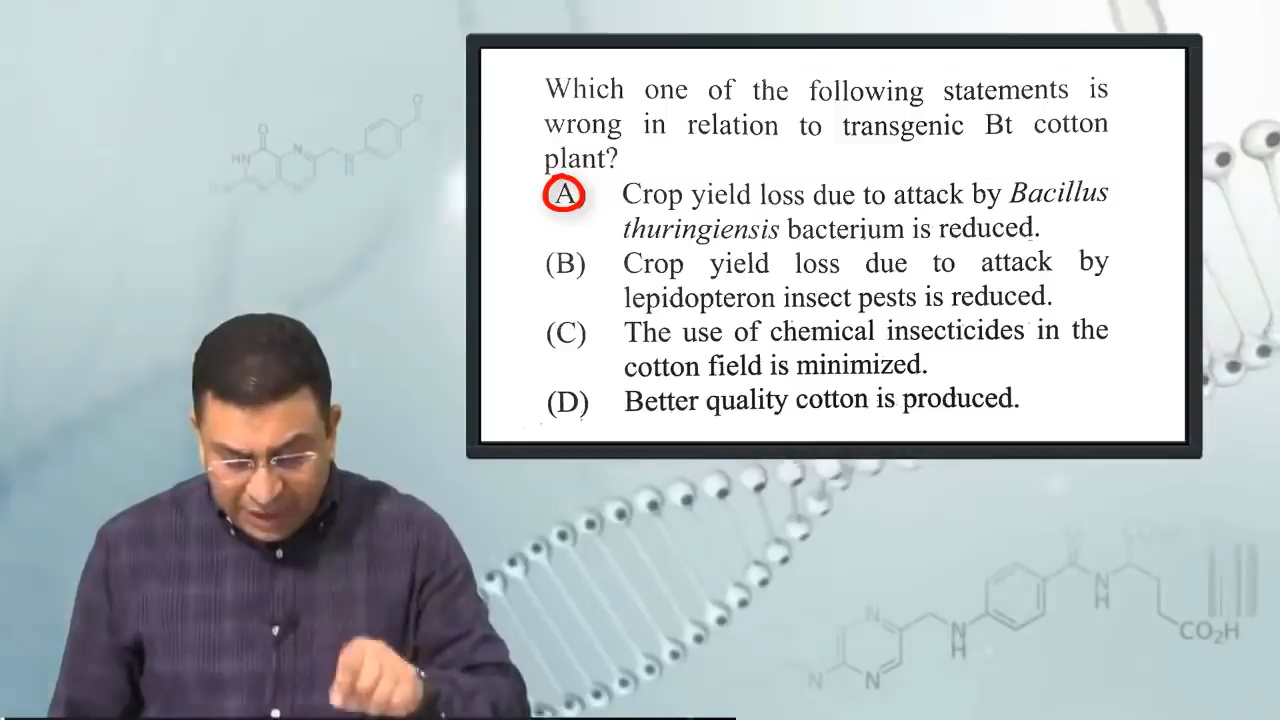 Which one of the following statements is
wrong in relation to transgenic Bt cotton
plant?
A Crop yield loss due to attack by Bacillus
thuringiensis bacterium is reduced.
(B) Crop yield loss due to attack by
lepidopteron insect pests is reduced.
(C) The use of chemical insecticides in the
cotton field is minimized.
(D) Better quality cotton is produced.
O
N
HN
N
H
O
N
H
N
H
N
N
CO₂H